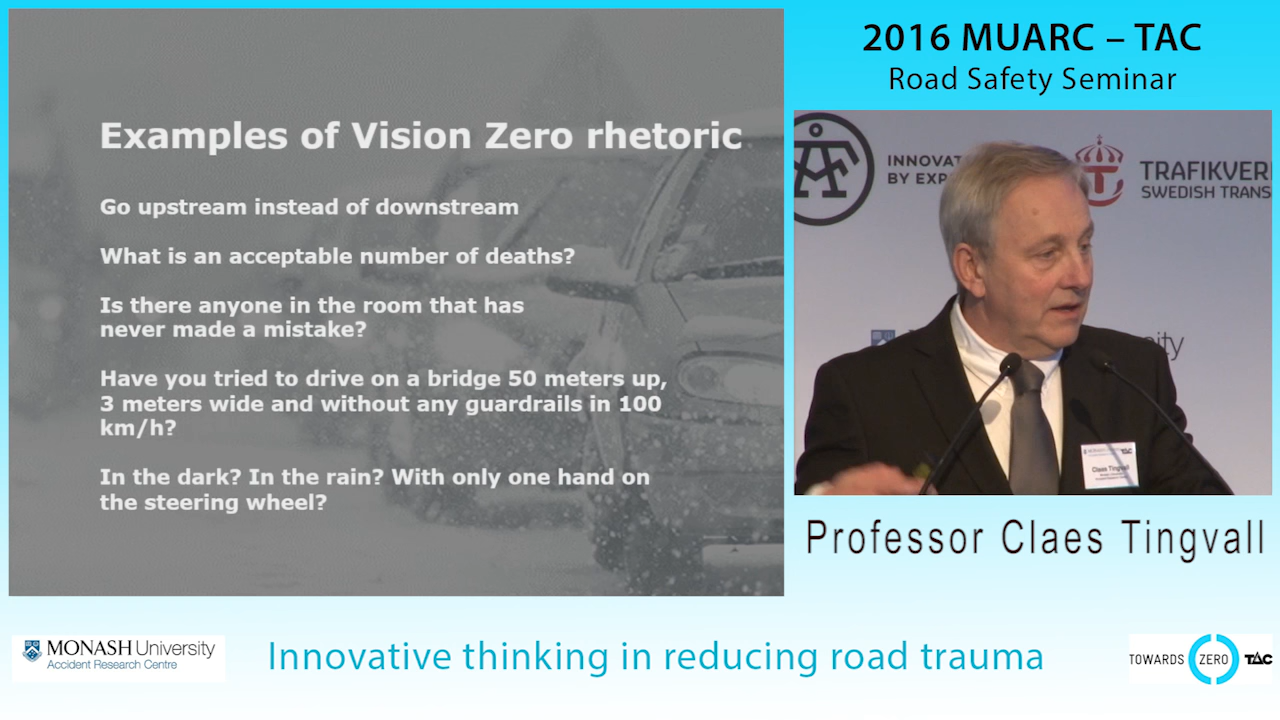 Examples of Vision Zero rhetoric
Go upstream instead of downstream
What is an acceptable number of deaths?
Is there anyone in the room that has
never made a mistake?
Have you tried to drive on a bridge 50 meters up,
3 meters wide and without any guardrails in 100
km/h?
In the dark? In the rain? With only one hand on
the steering wheel?
2016 MUARC – TAC
Road Safety Seminar
ÅF
INNOVAT
BY EXP
TRAFIKVER
SWEDISH TRANS
sity
Claes Tingvall
Professor Claes Tingvall
MONASH University
Accident Research Centre
Innovative thinking in reducing road trauma
TOWARDS ZERO TAC